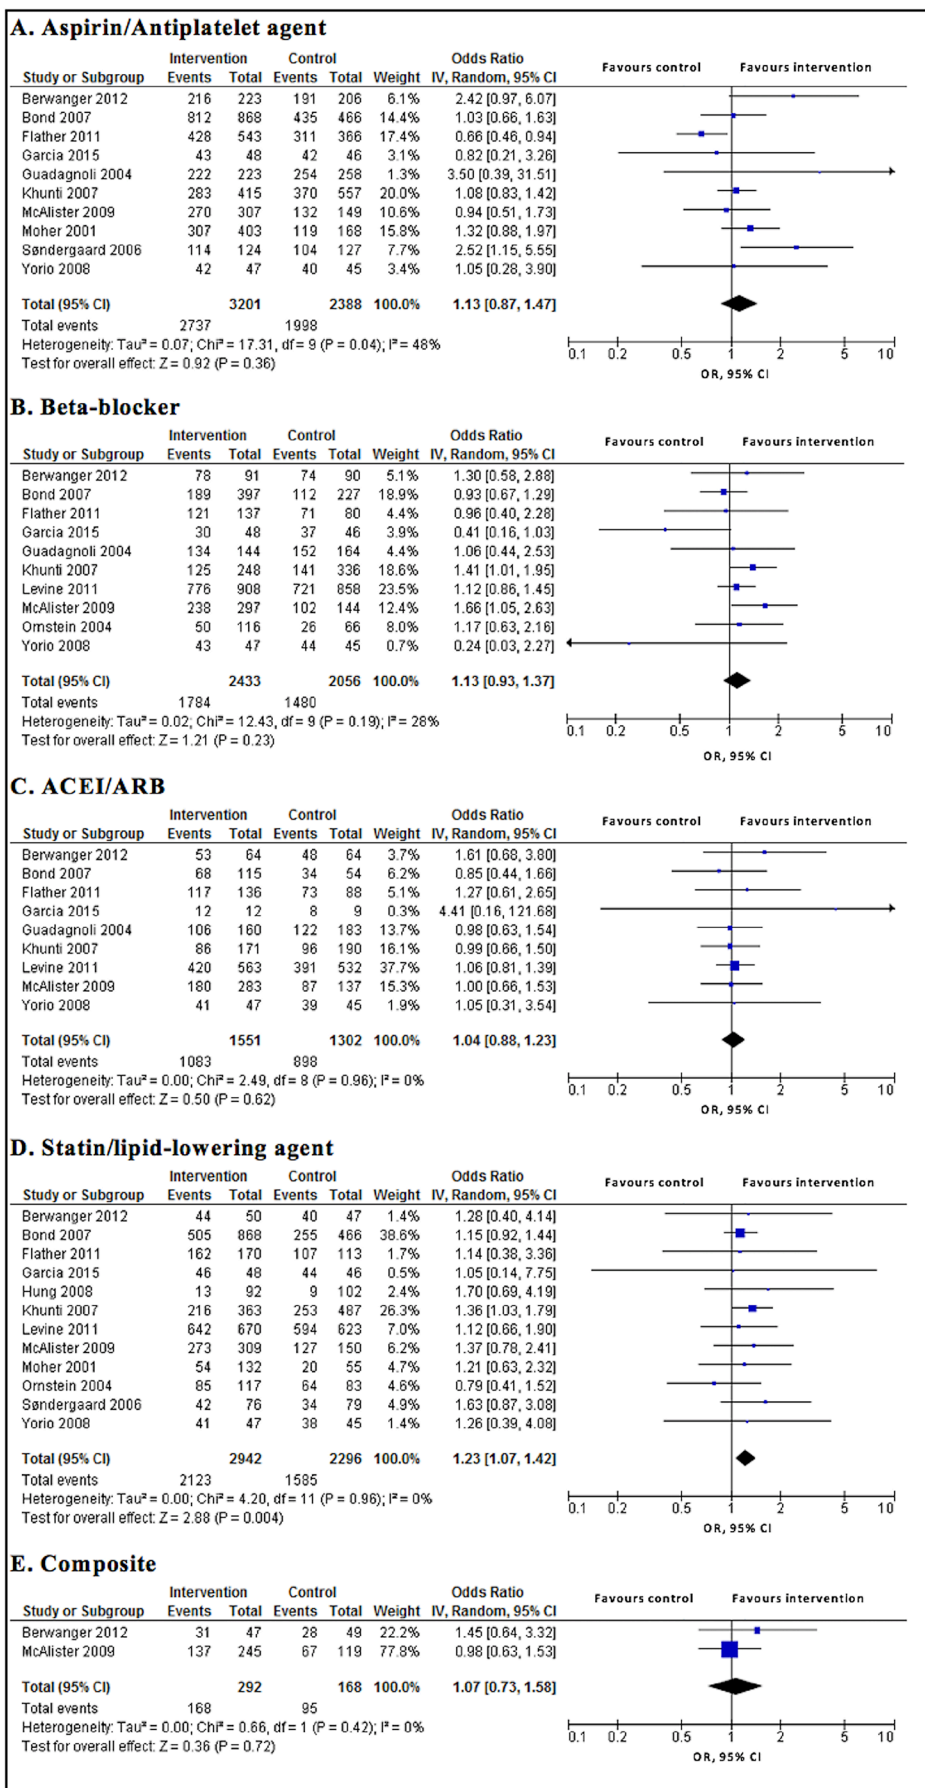 A. Aspirin/Antiplatelet agent
Intervention Control Odds Ratio
Study or Subgroup Events Total Events Total Weight IV, Random, 95% CI Favours control Favours intervention
Berwanger 2012 216 223 191 206 6.1% 2.42 [0.97, 6.07]
Bond 2007 812 868 435 466 14.4% 1.03 [0.66, 1.63]
Flather 2011 428 543 311 366 17.4% 0.66 [0.46, 0.94]
Garcia 2015 43 48 42 46 3.1% 0.82 [0.21, 3.26]
Guadagnoli 2004 222 223 254 258 1.3% 3.50 [0.39, 31.51]
Khunti 2007 283 415 370 557 20.0% 1.08 [0.83, 1.42]
McAlister 2009 270 307 132 149 10.6% 0.94 [0.51, 1.73]
Moher 2001 307 403 119 168 15.8% 1.32 [0.88, 1.97]
Søndergaard 2006 114 124 104 127 7.7% 2.52 [1.15, 5.55]
Yorio 2008 42 47 40 45 3.4% 1.05 [0.28, 3.90]
Total (95% CI) 3201 2388 100.0% 1.13 [0.87, 1.47]
Total events 2737 1998
Heterogeneity: Tau² = 0.07; Chi² = 17.31, df = 9 (P = 0.04); I² = 48%
Test for overall effect: Z = 0.92 (P = 0.36)
0.1 0.2 0.5 1 2 5 10
OR, 95% CI
B. Beta-blocker
Intervention Control Odds Ratio
Study or Subgroup Events Total Events Total Weight IV, Random, 95% CI Favours control Favours intervention
Berwanger 2012 78 91 74 90 5.1% 1.30 [0.58, 2.88]
Bond 2007 189 397 112 227 18.9% 0.93 [0.67, 1.29]
Flather 2011 121 137 71 80 4.4% 0.96 [0.40, 2.28]
Garcia 2015 30 48 37 46 3.9% 0.41 [0.16, 1.03]
Guadagnoli 2004 134 144 152 164 4.4% 1.06 [0.44, 2.53]
Khunti 2007 125 248 141 336 18.6% 1.41 [1.01, 1.95]
Levine 2011 776 908 721 858 23.5% 1.12 [0.86, 1.45]
McAlister 2009 238 297 102 144 12.4% 1.66 [1.05, 2.63]
Ornstein 2004 50 116 26 66 8.0% 1.17 [0.63, 2.16]
Yorio 2008 43 47 44 45 0.7% 0.24 [0.03, 2.27]
Total (95% CI) 2433 2056 100.0% 1.13 [0.93, 1.37]
Total events 1784 1480
Heterogeneity: Tau² = 0.02; Chi² = 12.43, df = 9 (P = 0.19); I² = 28%
Test for overall effect: Z = 1.21 (P = 0.23)
0.1 0.2 0.5 1 2 5 10
OR, 95% CI
C. ACEI/ARB
Intervention Control Odds Ratio
Study or Subgroup Events Total Events Total Weight IV, Random, 95% CI Favours control Favours intervention
Berwanger 2012 53 64 48 64 3.7% 1.61 [0.68, 3.80]
Bond 2007 68 115 34 54 6.2% 0.85 [0.44, 1.66]
Flather 2011 117 136 73 88 5.1% 1.27 [0.61, 2.65]
Garcia 2015 12 12 8 9 0.3% 4.41 [0.16, 121.68]
Guadagnoli 2004 106 160 122 183 13.7% 0.98 [0.63, 1.54]
Khunti 2007 86 171 96 190 16.1% 0.99 [0.66, 1.50]
Levine 2011 420 563 391 532 37.7% 1.06 [0.81, 1.39]
McAlister 2009 180 283 87 137 15.3% 1.00 [0.66, 1.53]
Yorio 2008 41 47 39 45 1.9% 1.05 [0.31, 3.54]
Total (95% CI) 1551 1302 100.0% 1.04 [0.88, 1.23]
Total events 1083 898
Heterogeneity: Tau² = 0.00; Chi² = 2.49, df = 8 (P = 0.96); I² = 0%
Test for overall effect: Z = 0.50 (P = 0.62)
0.1 0.2 0.5 1 2 5 10
OR, 95% CI
D. Statin/lipid-lowering agent
Intervention Control Odds Ratio
Study or Subgroup Events Total Events Total Weight IV, Random, 95% CI Favours control Favours intervention
Berwanger 2012 44 50 40 47 1.4% 1.28 [0.40, 4.14]
Bond 2007 505 868 255 466 38.6% 1.15 [0.92, 1.44]
Flather 2011 162 170 107 113 1.7% 1.14 [0.38, 3.36]
Garcia 2015 46 48 44 46 0.5% 1.05 [0.14, 7.75]
Hung 2008 13 92 9 102 2.4% 1.70 [0.69, 4.19]
Khunti 2007 216 363 253 487 26.3% 1.36 [1.03, 1.79]
Levine 2011 642 670 594 623 7.0% 1.12 [0.66, 1.90]
McAlister 2009 273 309 127 150 6.2% 1.37 [0.78, 2.41]
Moher 2001 54 132 20 55 4.7% 1.21 [0.63, 2.32]
Ornstein 2004 85 117 64 83 4.6% 0.79 [0.41, 1.52]
Søndergaard 2006 42 76 34 79 4.9% 1.63 [0.87, 3.08]
Yorio 2008 41 47 38 45 1.4% 1.26 [0.39, 4.08]
Total (95% CI) 2942 2296 100.0% 1.23 [1.07, 1.42]
Total events 2123 1585
Heterogeneity: Tau² = 0.00; Chi² = 4.20, df = 11 (P = 0.96); I² = 0%
Test for overall effect: Z = 2.88 (P = 0.004)
0.1 0.2 0.5 1 2 5 10
OR, 95% CI
E. Composite
Intervention Control Odds Ratio
Study or Subgroup Events Total Events Total Weight IV, Random, 95% CI Favours control Favours intervention
Berwanger 2012 31 47 28 49 22.2% 1.45 [0.64, 3.32]
McAlister 2009 137 245 67 119 77.8% 0.98 [0.63, 1.53]
Total (95% CI) 292 168 100.0% 1.07 [0.73, 1.58]
Total events 168 95
Heterogeneity: Tau² = 0.00; Chi² = 0.66, df = 1 (P = 0.42); I² = 0%
Test for overall effect: Z = 0.36 (P = 0.72)
0.1 0.2 0.5 1 2 5 10
OR, 95% CI